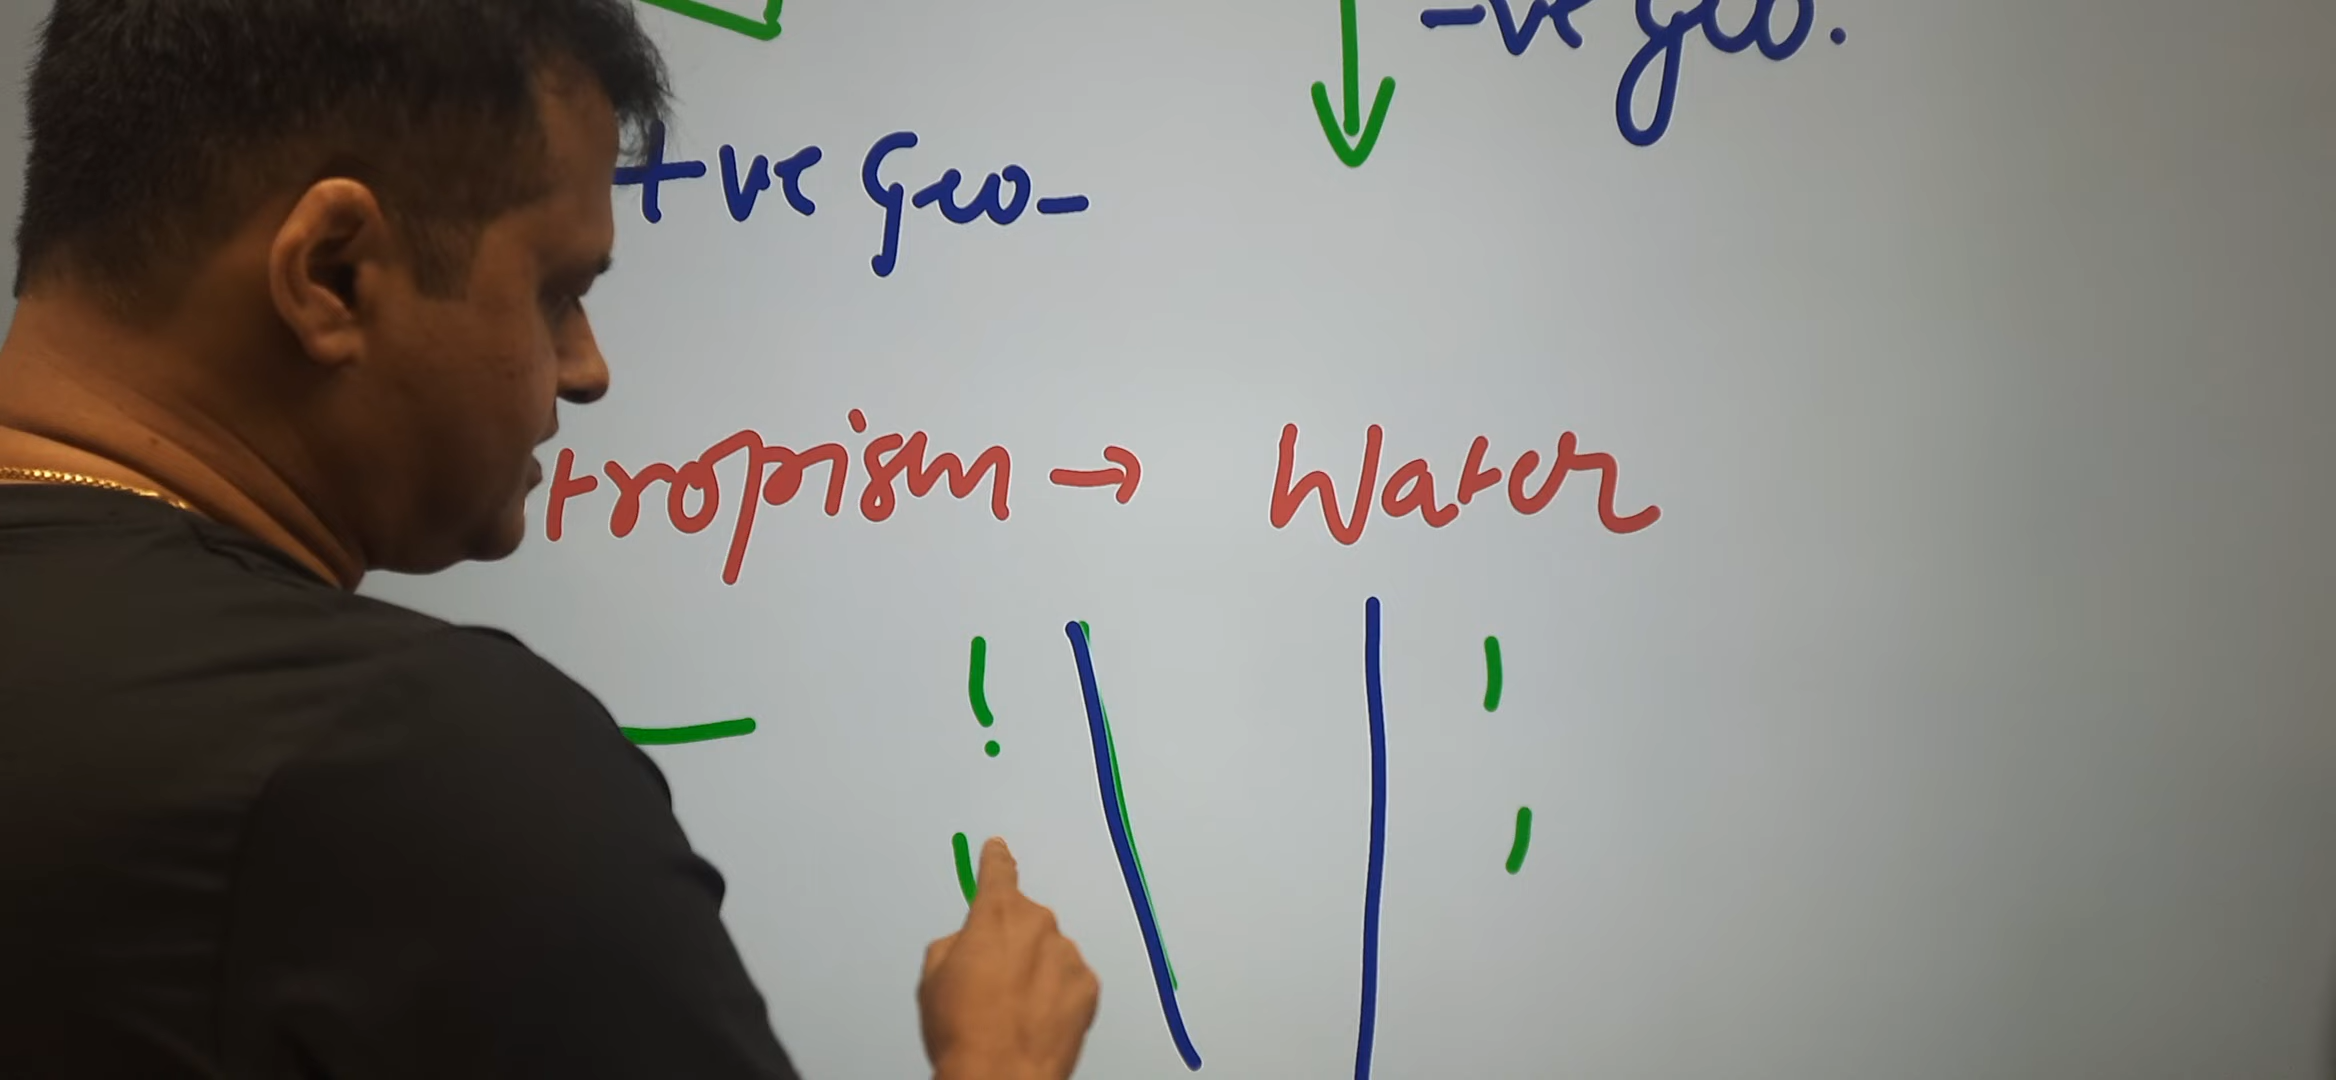 -ve geo.
+ve Geo-
tropism → Water